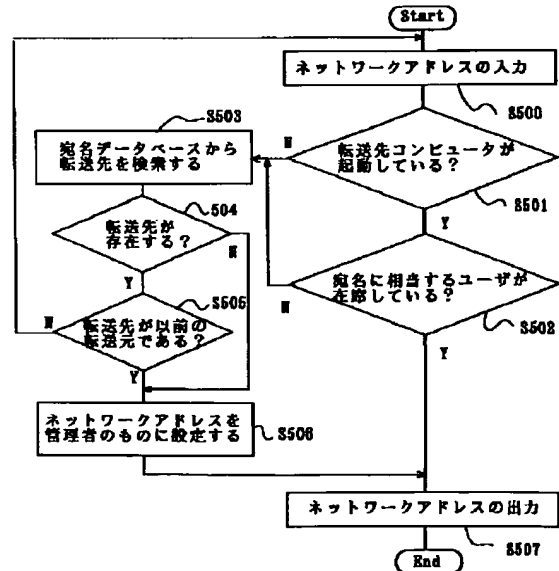 Start
ネットワークアドレスの入力
S500
転送先コンピュータが
起動している？
N
S501
Y
S503
宛名データベースから
転送先を検索する
504
転送先が
存在する？
N
Y
宛名に相当するユーザが
在席している？
N
S502
Y
S505
転送先が以前の
転送元である？
N
Y
ネットワークアドレスを
管理者のものに設定する
S506
ネットワークアドレスの出力
S507
End